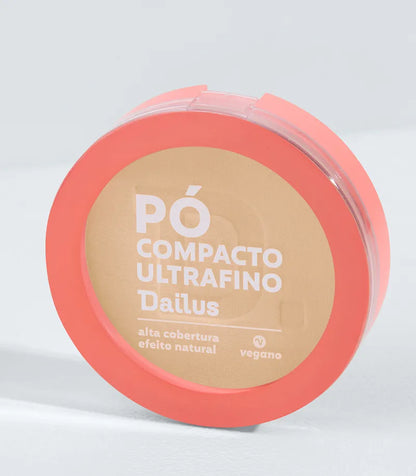 PÓ
COMPACTO
ULTRAFINO
Dailus
alta cobertura
efeito natural
vegano